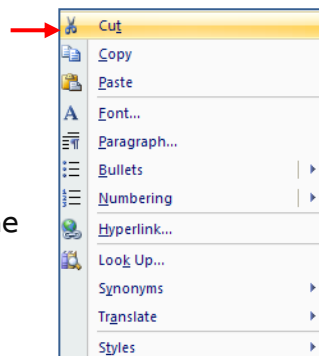 Cut
Copy
Paste
Font...
Paragraph...
Bullets
Numbering
Hyperlink...
Look Up...
Synonyms
Translate
Styles